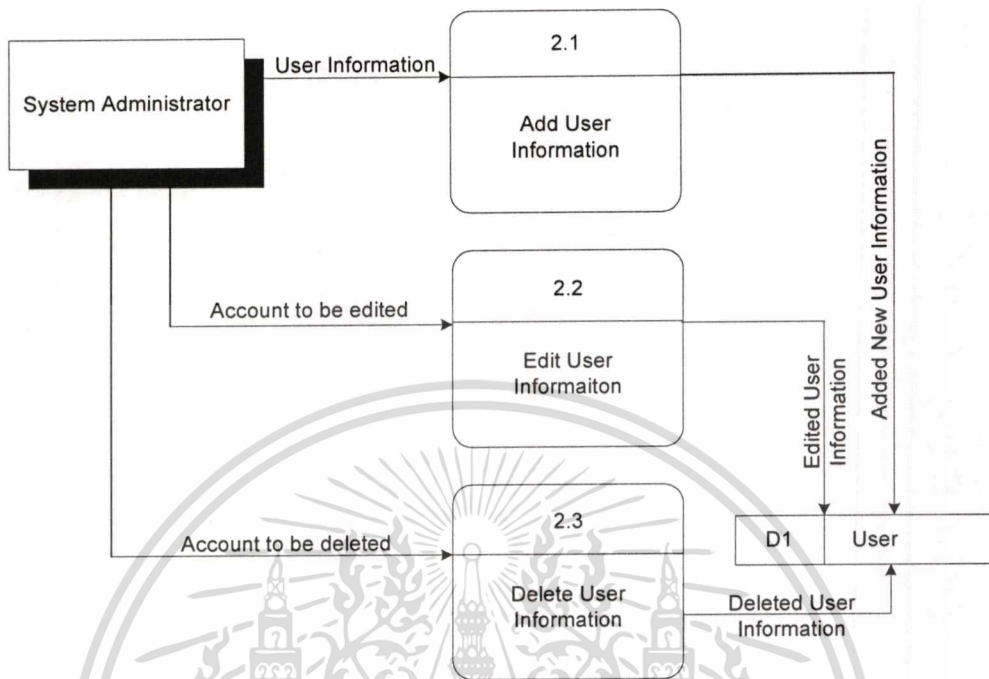 System Administrator
User Information
2.1
Add User
Information
Account to be edited
2.2
Edit User
Informaiton
Account to be deleted
2.3
Delete User
Information
Edited User
Information
Added New User Information
D1
User
Deleted User
Information